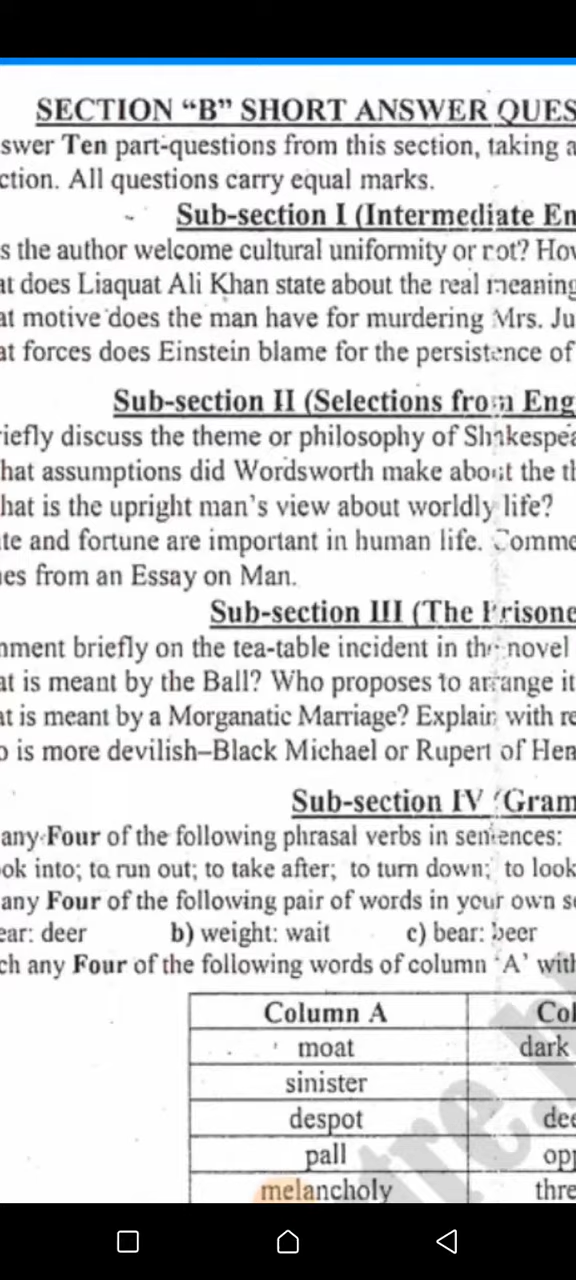 SECTION “B” SHORT ANSWER QUES
swer Ten part-questions from this section, taking a
ction. All questions carry equal marks.
Sub-section I (Intermediate En
s the author welcome cultural uniformity or not? How
at does Liaquat Ali Khan state about the real meaning
at motive does the man have for murdering Mrs. Ju
at forces does Einstein blame for the persistence of
Sub-section II (Selections from Eng
iefly discuss the theme or philosophy of Shakespea
hat assumptions did Wordsworth make about the th
hat is the upright man's view about worldly life?
ate and fortune are important in human life. Comme
nes from an Essay on Man.
Sub-section III (The Prisone
nment briefly on the tea-table incident in the novel
at is meant by the Ball? Who proposes to arrange it
at is meant by a Morganatic Marriage? Explain with re
o is more devilish–Black Michael or Rupert of Hen
Sub-section IV (Gram
any Four of the following phrasal verbs in sentences:
ok into; to run out; to take after; to turn down; to look
any Four of the following pair of words in your own se
ear: deer b) weight: wait c) bear: beer
ch any Four of the following words of column ‘A’ with
Column A Col
moat dark
sinister
despot dee
pall opp
melancholy thre